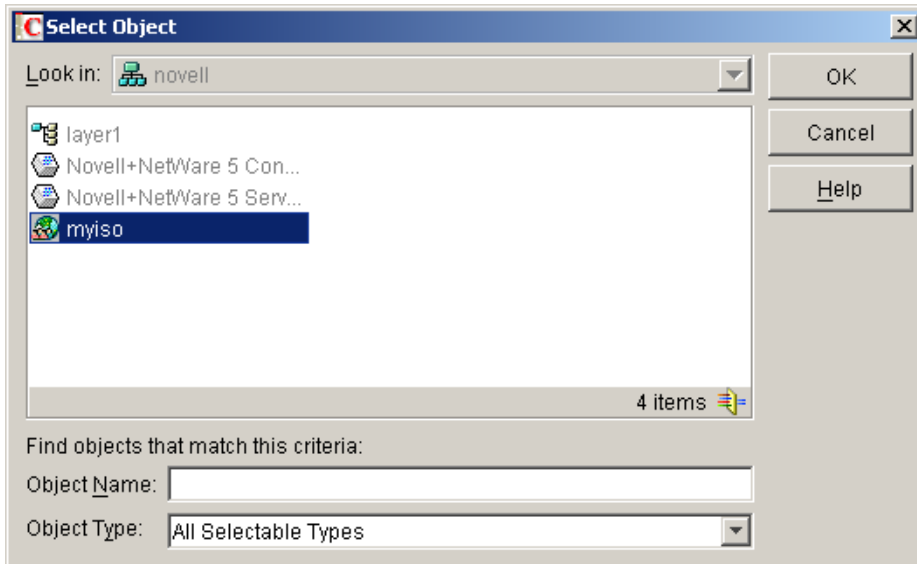 Select Object
Look in: novell
OK
layer1
Cancel
Novell+NetWare 5 Con...
Novell+NetWare 5 Serv...
Help
myiso
4 items
Find objects that match this criteria:
Object Name:
Object Type: All Selectable Types